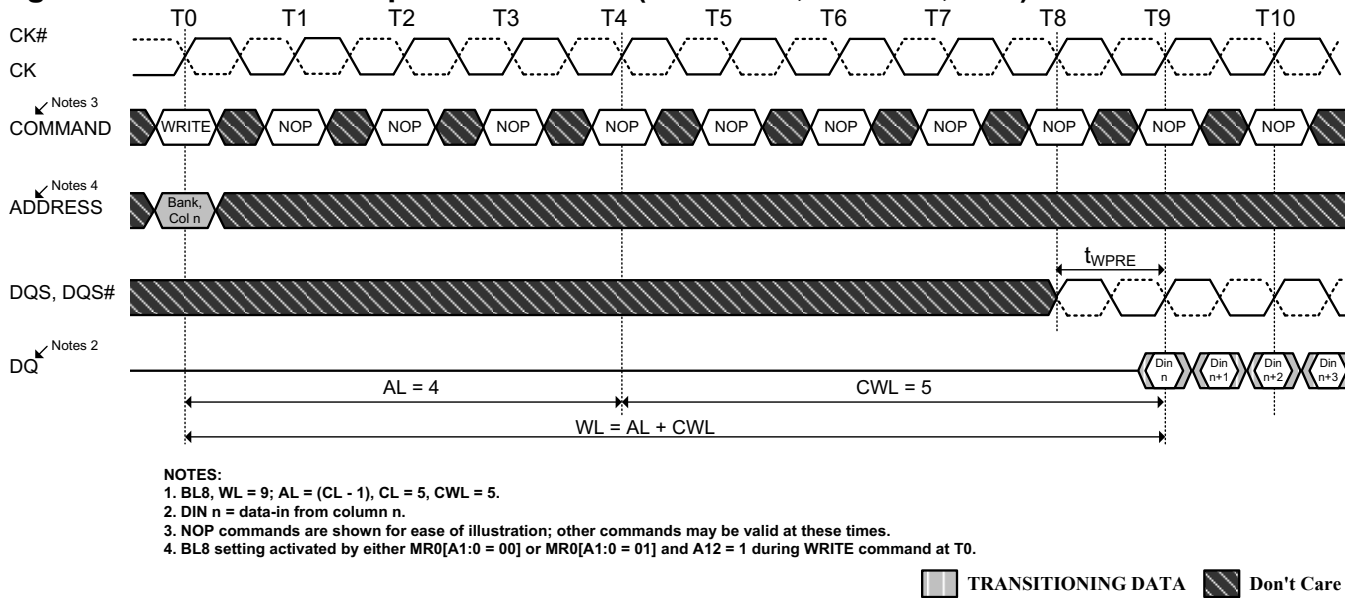 T0 T1 T2 T3 T4 T5 T6 T7 T8 T9 T10
CK#
CK
Notes 3
COMMAND WRITE NOP NOP NOP NOP NOP NOP NOP NOP NOP NOP
Notes 4
ADDRESS
Bank,
Col n
tWPRE
DQS, DQS#
Notes 2
DQ
Din n
Din n+1
Din n+2
Din n+3
AL = 4 CWL = 5
WL = AL + CWL
NOTES:
1. BL8, WL = 9; AL = (CL - 1), CL = 5, CWL = 5.
2. DIN n = data-in from column n.
3. NOP commands are shown for ease of illustration; other commands may be valid at these times.
4. BL8 setting activated by either MR0[A1:0 = 00] or MR0[A1:0 = 01] and A12 = 1 during WRITE command at T0.
TRANSITIONING DATA Don't Care